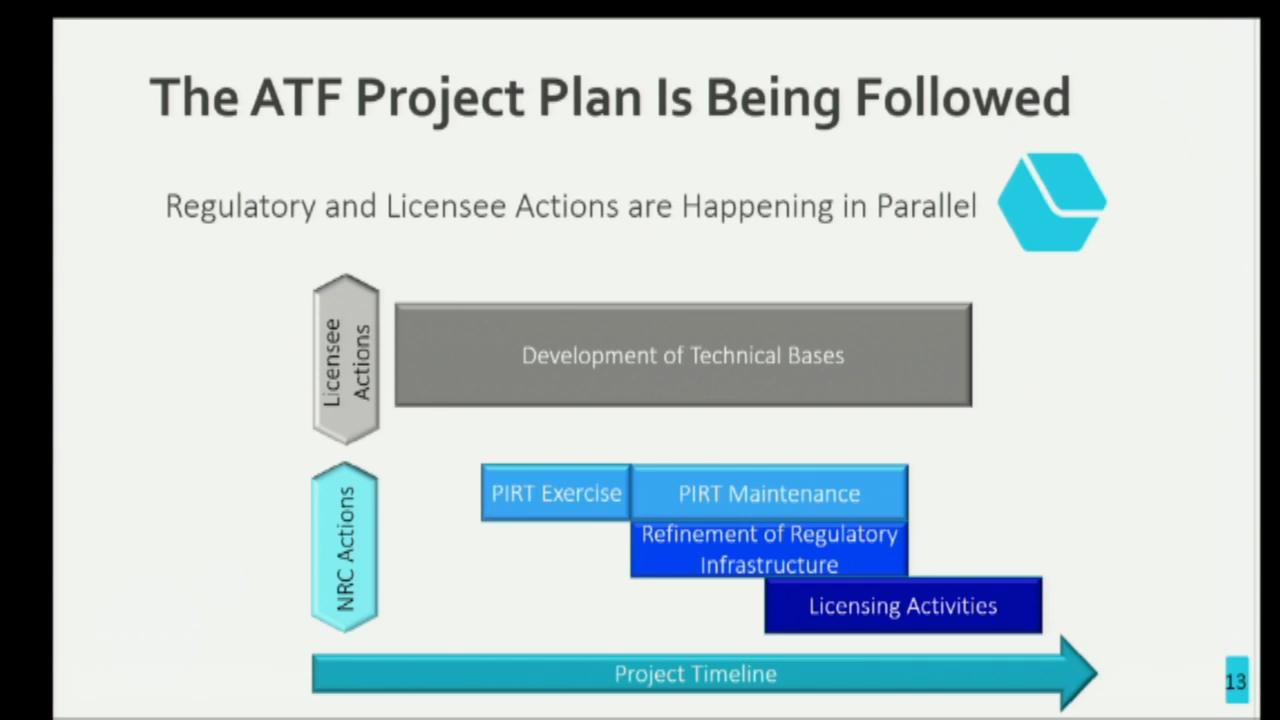 The ATF Project Plan Is Being Followed
Regulatory and Licensee Actions are Happening in Parallel
Licensee
Actions
Development of Technical Bases
NRC Actions
PIRT Exercise
PIRT Maintenance
Refinement of Regulatory
Infrastructure
Licensing Activities
Project Timeline
13